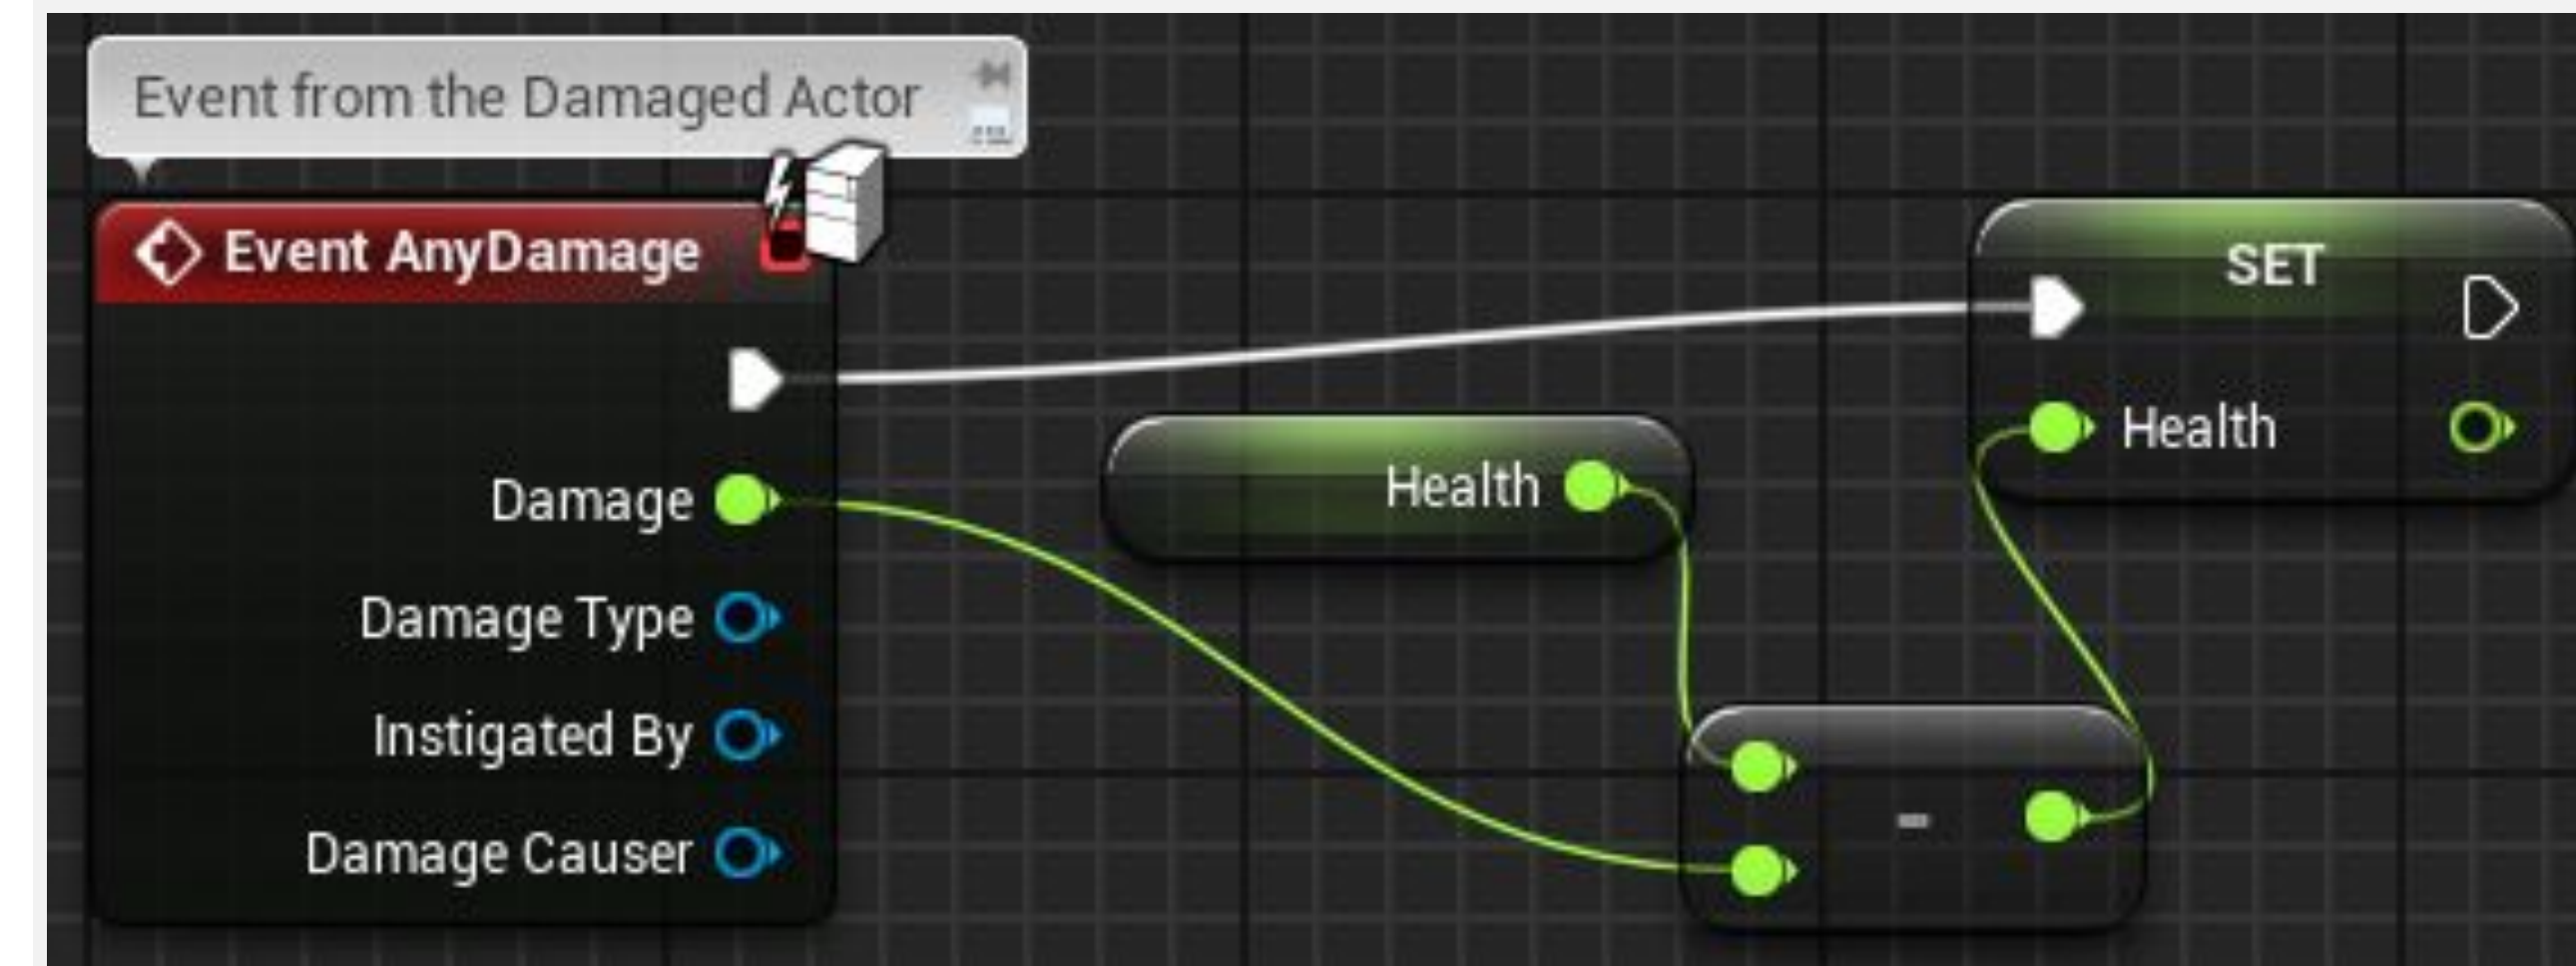 Event from the Damaged Actor
Event AnyDamage
SET
Health
Health
Damage
Damage Type
Instigated By
Damage Causer
-